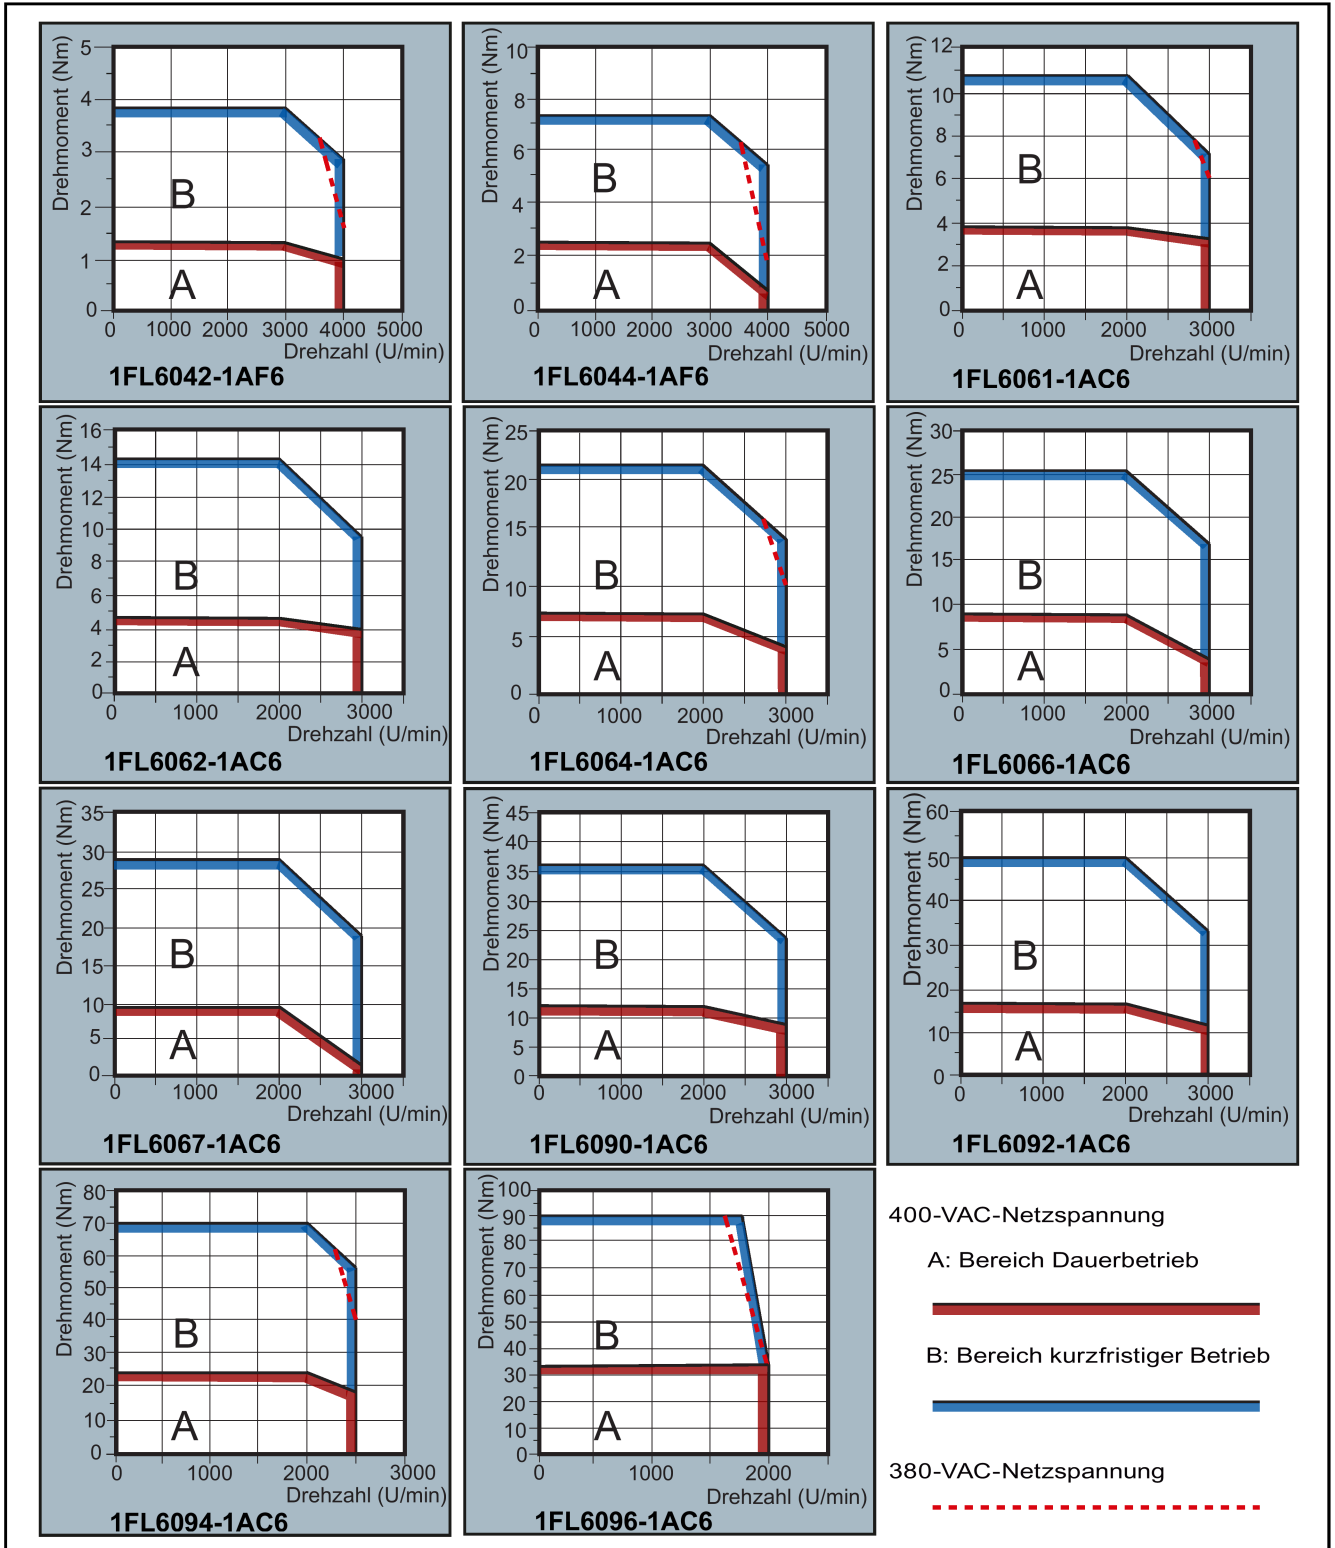 Drehmoment (Nm)
5
4
3
2
1
0
B
A
0 1000 2000 3000 4000 5000
Drehzahl (U/min)
1FL6042-1AF6
Drehmoment (Nm)
10
8
6
4
2
0
B
A
0 1000 2000 3000 4000 5000
Drehzahl (U/min)
1FL6044-1AF6
Drehmoment (Nm)
12
10
8
6
4
2
0
B
A
0 1000 2000 3000
Drehzahl (U/min)
1FL6061-1AC6
Drehmoment (Nm)
16
14
12
10
8
6
4
2
0
B
A
0 1000 2000 3000
Drehzahl (U/min)
1FL6062-1AC6
Drehmoment (Nm)
25
20
15
10
5
0
B
A
0 1000 2000 3000
Drehzahl (U/min)
1FL6064-1AC6
Drehmoment (Nm)
30
25
20
15
10
5
0
B
A
0 1000 2000 3000
Drehzahl (U/min)
1FL6066-1AC6
Drehmoment (Nm)
35
30
25
20
15
10
5
0
B
A
0 1000 2000 3000
Drehzahl (U/min)
1FL6067-1AC6
Drehmoment (Nm)
45
40
35
30
25
20
15
10
5
0
B
A
0 1000 2000 3000
Drehzahl (U/min)
1FL6090-1AC6
Drehmoment (Nm)
60
50
40
30
20
10
0
B
A
0 1000 2000 3000
Drehzahl (U/min)
1FL6092-1AC6
Drehmoment (Nm)
80
70
60
50
40
30
20
10
0
B
A
0 1000 2000 3000
Drehzahl (U/min)
1FL6094-1AC6
Drehmoment (Nm)
100
90
80
70
60
50
40
30
20
10
0
B
A
0 1000 2000
Drehzahl (U/min)
1FL6096-1AC6
400-VAC-Netzspannung
A: Bereich Dauerbetrieb
B: Bereich kurzfristiger Betrieb
380-VAC-Netzspannung